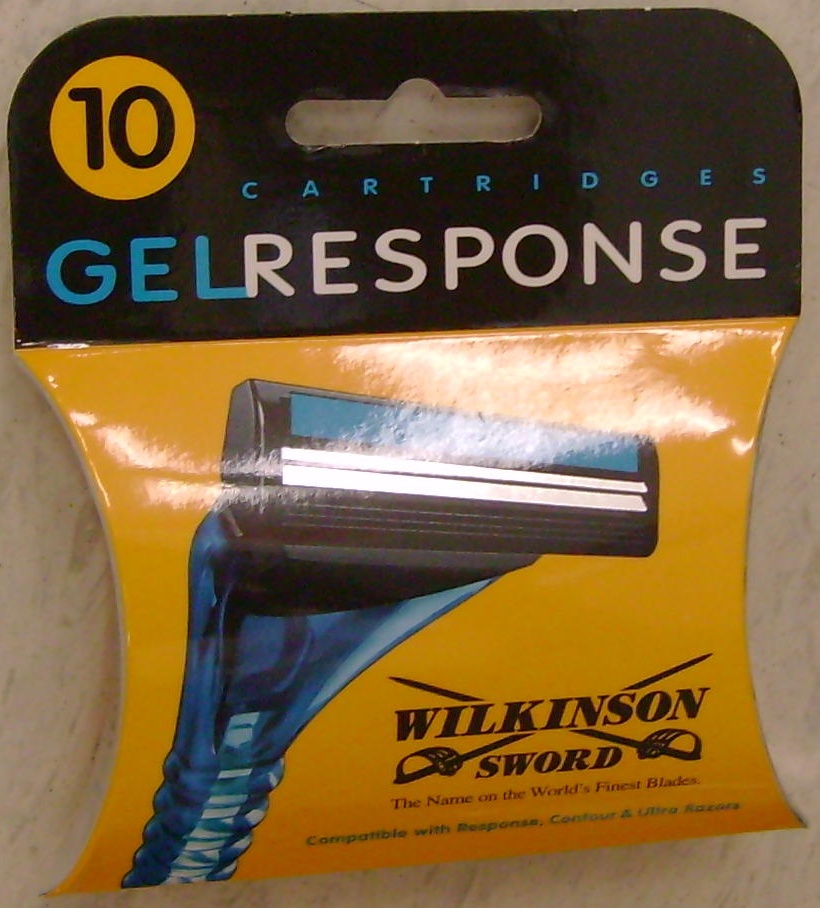 10
CARTRIDGES
GELRESPONSE
WILKINSON
SWORD
The Name on the World's Finest Blades.
Compatible with Response, Contour & Ultra Razors